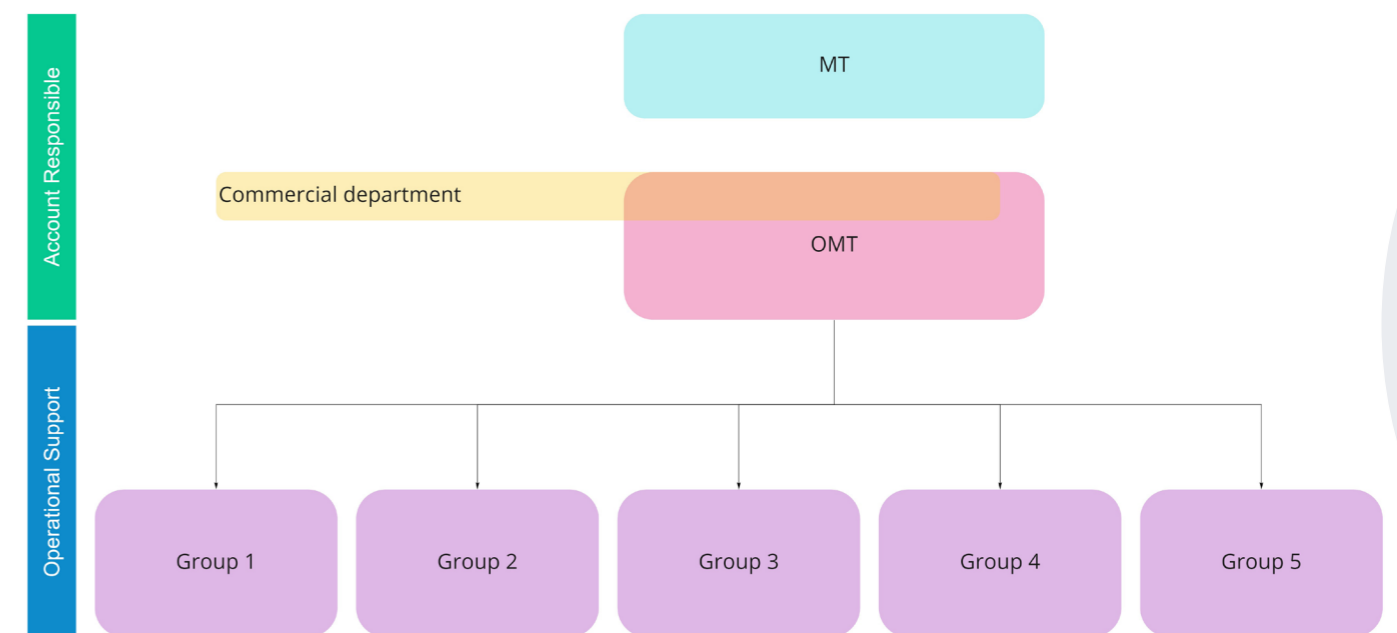 Account Responsible
MT
Commercial department
OMT
Operational Support
Group 1
Group 2
Group 3
Group 4
Group 5